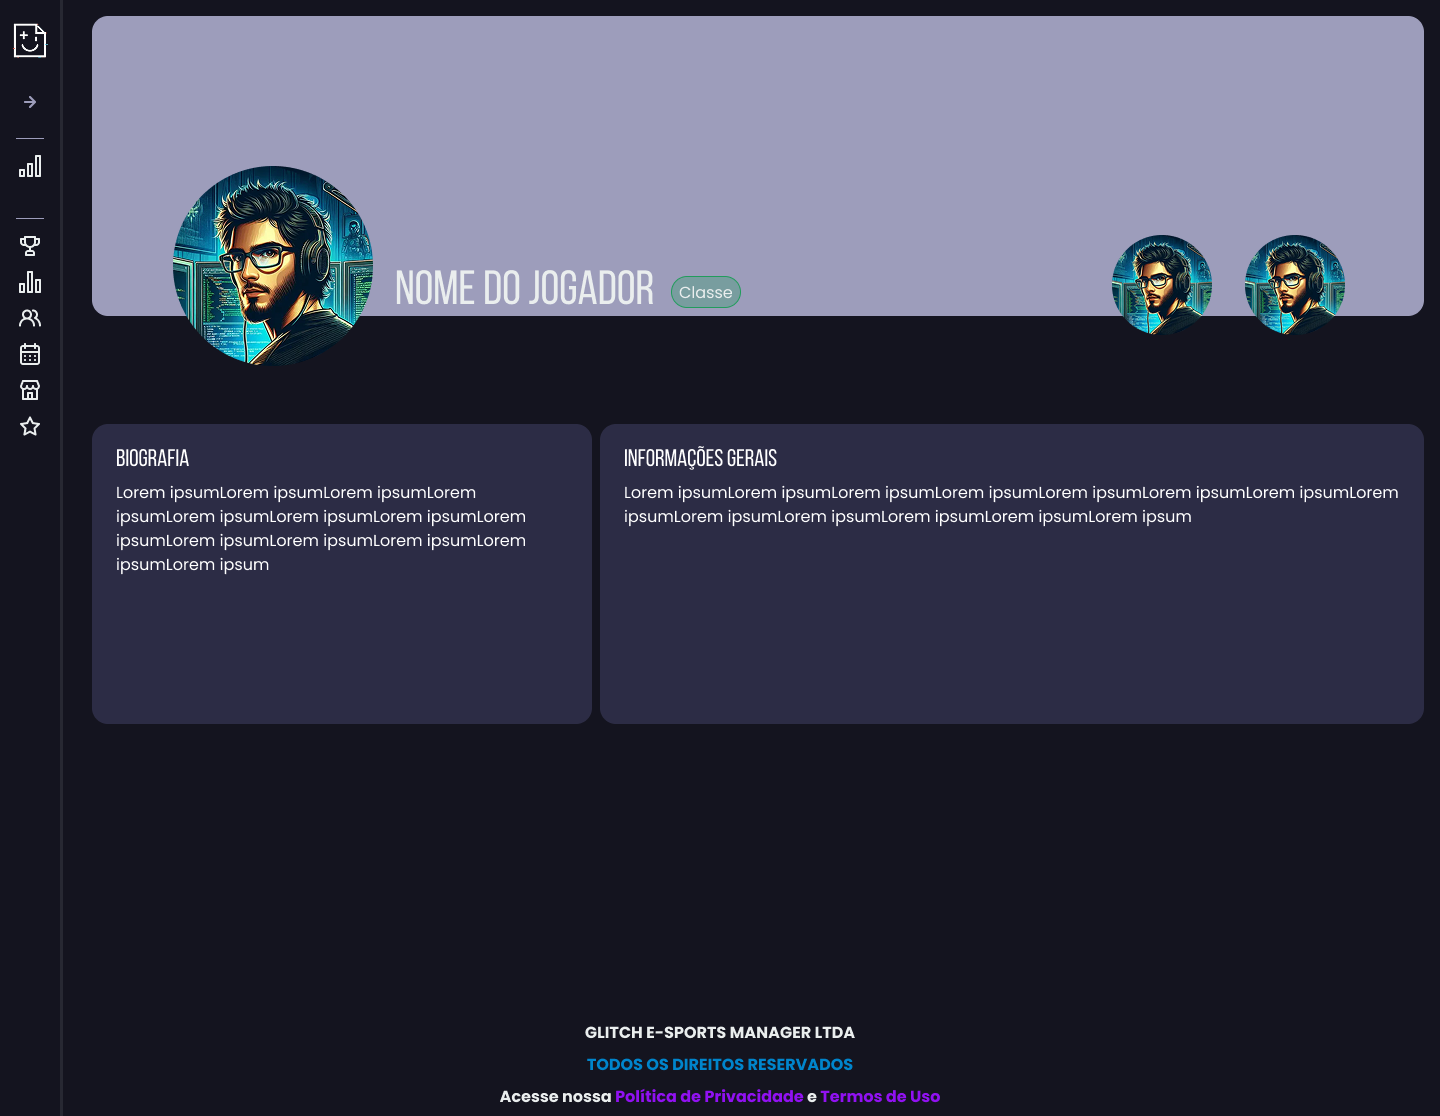 NOME DO JOGADOR
Classe
BIOGRAFIA
Lorem ipsumLorem ipsumLorem ipsumLorem
ipsumLorem ipsumLorem ipsumLorem ipsumLorem
ipsumLorem ipsumLorem ipsumLorem ipsumLorem
ipsumLorem ipsum
INFORMAÇÕES GERAIS
Lorem ipsumLorem ipsumLorem ipsumLorem ipsumLorem ipsumLorem ipsumLorem ipsumLorem
ipsumLorem ipsumLorem ipsumLorem ipsumLorem ipsumLorem ipsum
GLITCH E-SPORTS MANAGER LTDA
TODOS OS DIREITOS RESERVADOS
Acesse nossa Política de Privacidade e Termos de Uso